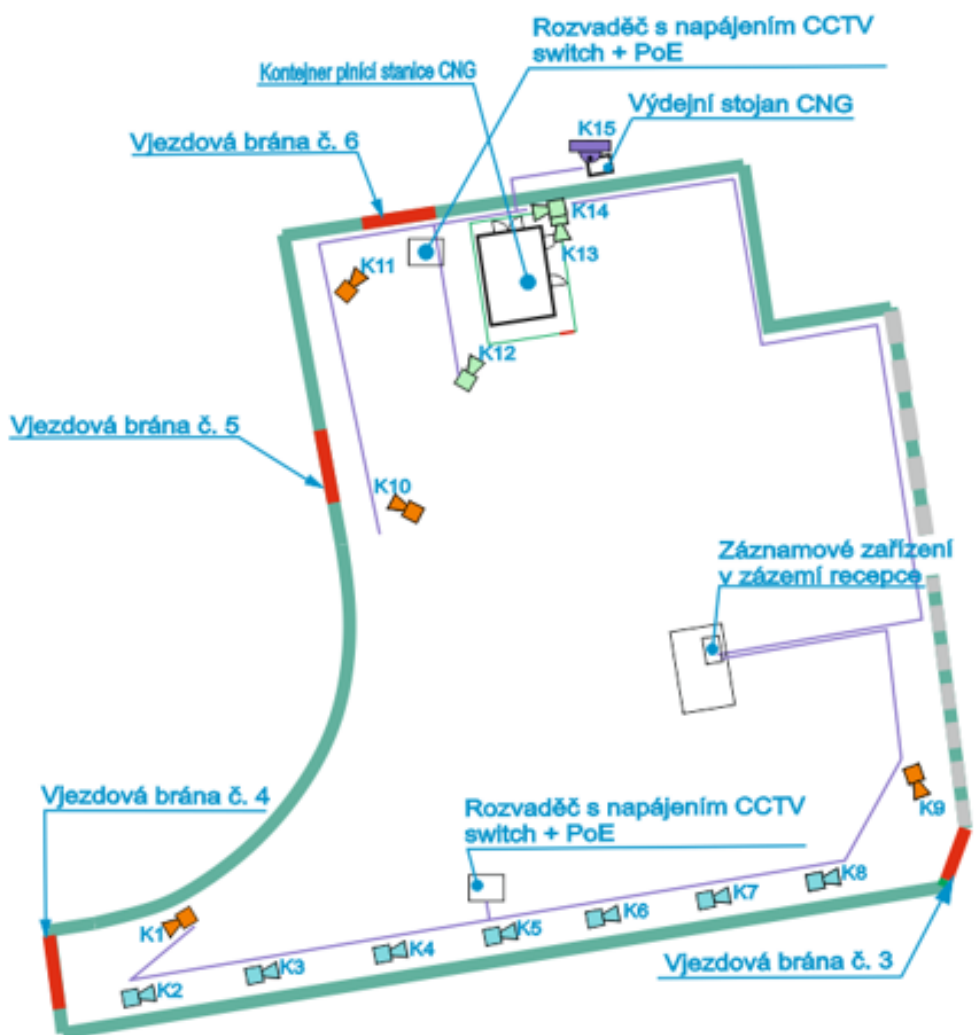 Rozvaděč s napájením CCTV
switch + PoE
Kontejner plnící stanice CNG
Výdejní stojan CNG
K15
Vjezdová brána č. 6
K14
K13
K11
K12
Vjezdová brána č. 5
K10
Záznamové zařízení
v zázemí recepce
Vjezdová brána č. 4
Rozvaděč s napájením CCTV
switch + PoE
K9
K8
K7
K6
K5
K4
K3
K2
K1
Vjezdová brána č. 3